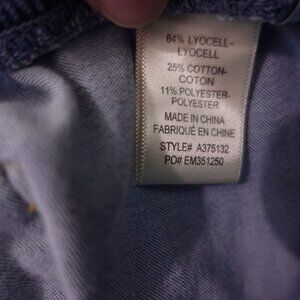 64% LYOCELL-
LYOCELL
25% COTTON-
COTON
11% POLYESTER-
POLYESTER
MADE IN CHINA
FABRIQUÉ EN CHINE
STYLE# A375132
PO# EM351250